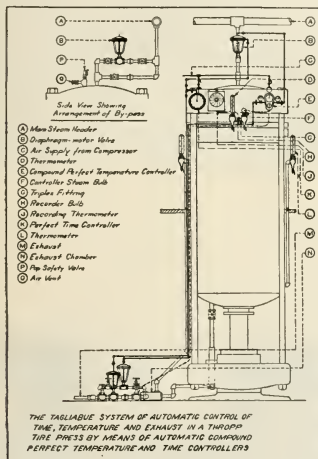 A
B
P
Q
Side View Showing
Arrangement of By-pass
A Main Steam Header
B Diaphragm-motor Valve
C Air Supply from Compressor
D Thermometer
E Compound Perfect Temperature Controller
F Controller Steam Bulb
G Triplex Fitting
H Recorder Bulb
J Recording Thermometer
K Perfect Time Controller
L Thermometer
M Exhaust
N Exhaust Chamber
P Pop Safety Valve
Q Air Vent
A
B
C
D
E
F
G
H
J
K
L
M
N
THE TAGLIABUE SYSTEM OF AUTOMATIC CONTROL OF
TIME, TEMPERATURE AND EXHAUST IN A THROPP
TIRE PRESS BY MEANS OF AUTOMATIC COMPOUND
PERFECT TEMPERATURE AND TIME CONTROLLERS